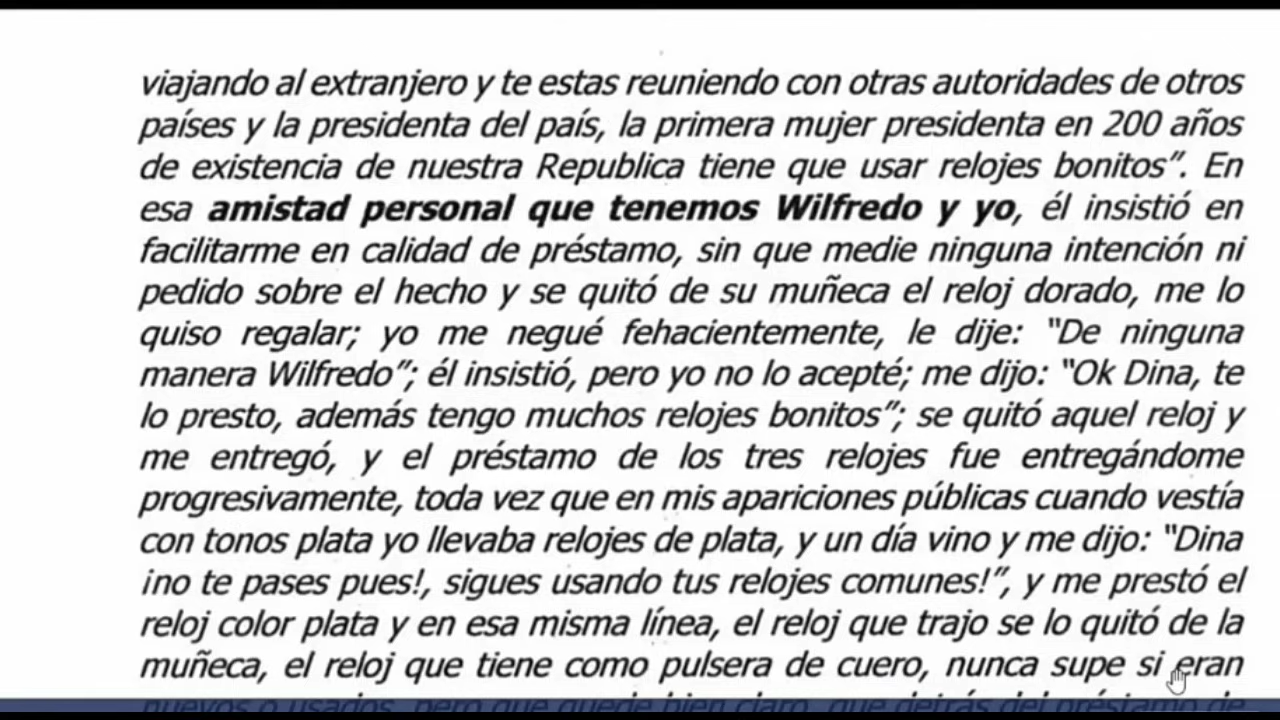 viajando al extranjero y te estas reuniendo con otras autoridades de otros
países y la presidenta del país, la primera mujer presidenta en 200 años
de existencia de nuestra Republica tiene que usar relojes bonitos”. En
esa amistad personal que tenemos Wilfredo y yo, él insistió en
facilitarme en calidad de préstamo, sin que medie ninguna intención ni
pedido sobre el hecho y se quitó de su muñeca el reloj dorado, me lo
quiso regalar; yo me negué fehacientemente, le dije: “De ninguna
manera Wilfredo”; él insistió, pero yo no lo acepté; me dijo: “Ok Dina, te
lo presto, además tengo muchos relojes bonitos”; se quitó aquel reloj y
me entregó, y el préstamo de los tres relojes fue entregándome
progresivamente, toda vez que en mis apariciones públicas cuando vestía
con tonos plata yo llevaba relojes de plata, y un día vino y me dijo: “Dina
¡no te pases pues!, sigues usando tus relojes comunes!”, y me prestó el
reloj color plata y en esa misma línea, el reloj que trajo se lo quitó de la
muñeca, el reloj que tiene como pulsera de cuero, nunca supe si eran